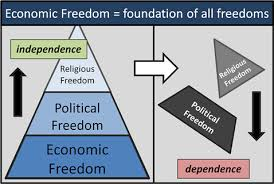 Economic Freedom = foundation of all freedoms
independence
Religious
Freedom
Political
Freedom
Economic
Freedom
Religious
Freedom
Political
Freedom
dependence